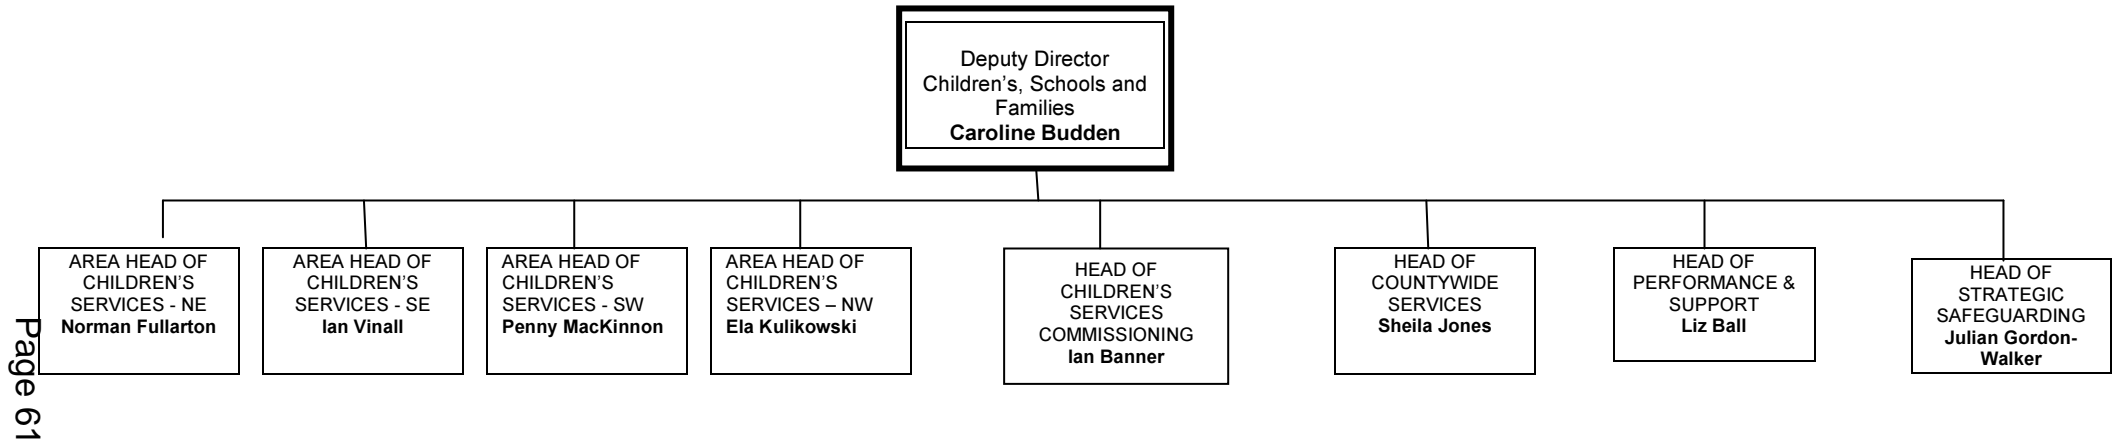 Deputy Director
Children’s, Schools and
Families
Caroline Budden
AREA HEAD OF
CHILDREN’S
SERVICES - NE
Norman Fullarton
AREA HEAD OF
CHILDREN’S
SERVICES - SE
Ian Vinall
AREA HEAD OF
CHILDREN’S
SERVICES - SW
Penny MacKinnon
AREA HEAD OF
CHILDREN’S
SERVICES – NW
Ela Kulikowski
HEAD OF
CHILDREN’S
SERVICES
COMMISSIONING
Ian Banner
HEAD OF
COUNTYWIDE
SERVICES
Sheila Jones
HEAD OF
PERFORMANCE &
SUPPORT
Liz Ball
HEAD OF
STRATEGIC
SAFEGUARDING
Julian Gordon-
Walker
Page 61